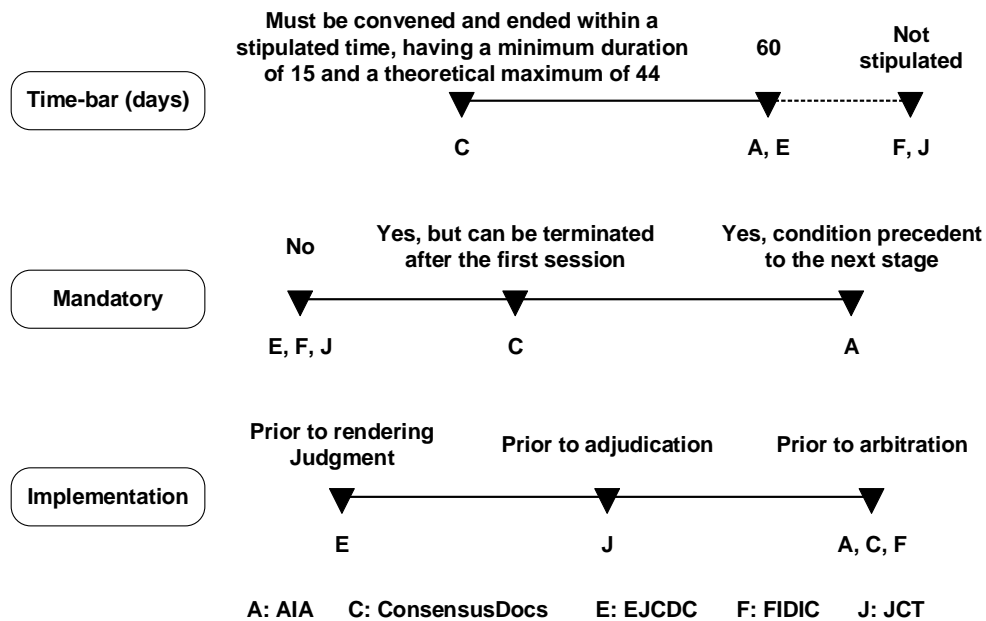 Must be convened and ended within a
stipulated time, having a minimum duration
of 15 and a theoretical maximum of 44
60
Not
stipulated
Time-bar (days)
C
A, E
F, J
No
Yes, but can be terminated
after the first session
Yes, condition precedent
to the next stage
Mandatory
E, F, J
C
A
Prior to rendering
Judgment
Prior to adjudication
Prior to arbitration
Implementation
E
J
A, C, F
A: AIA C: ConsensusDocs E: EJCDC F: FIDIC J: JCT